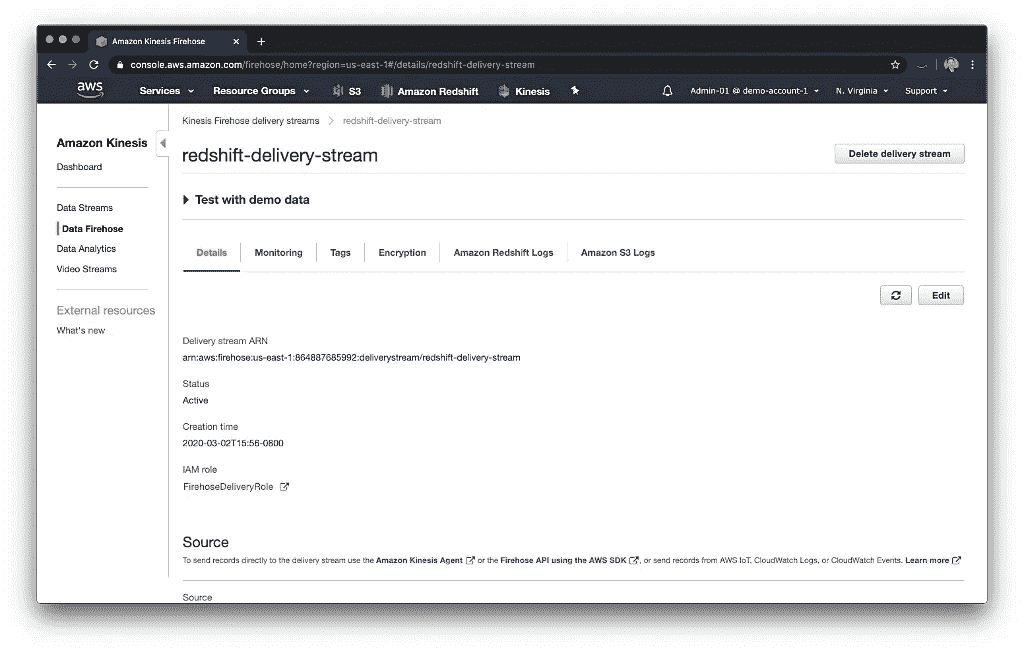 Amazon Kinesis Firehose
console.aws.amazon.com/firehose/home?region=us-east-1#/details/redshift-delivery-stream
aws Services Resource Groups S3 Amazon Redshift Kinesis Admin-01 @ demo-account-1 N. Virginia Support
Amazon Kinesis
Dashboard
Data Streams
Data Firehose
Data Analytics
Video Streams
External resources
What's new
Kinesis Firehose delivery streams redshift-delivery-stream
redshift-delivery-stream
Delete delivery stream
Test with demo data
Details Monitoring Tags Encryption Amazon Redshift Logs Amazon S3 Logs
Edit
Delivery stream ARN
arn:aws:firehose:us-east-1:864887685992:deliverystream/redshift-delivery-stream
Status
Active
Creation time
2020-03-02T15:56-0800
IAM role
FirehoseDeliveryRole
Source
To send records directly to the delivery stream use the Amazon Kinesis Agent or the Firehose API using the AWS SDK, or send records from AWS IoT, CloudWatch Logs, or CloudWatch Events. Learn more
Source